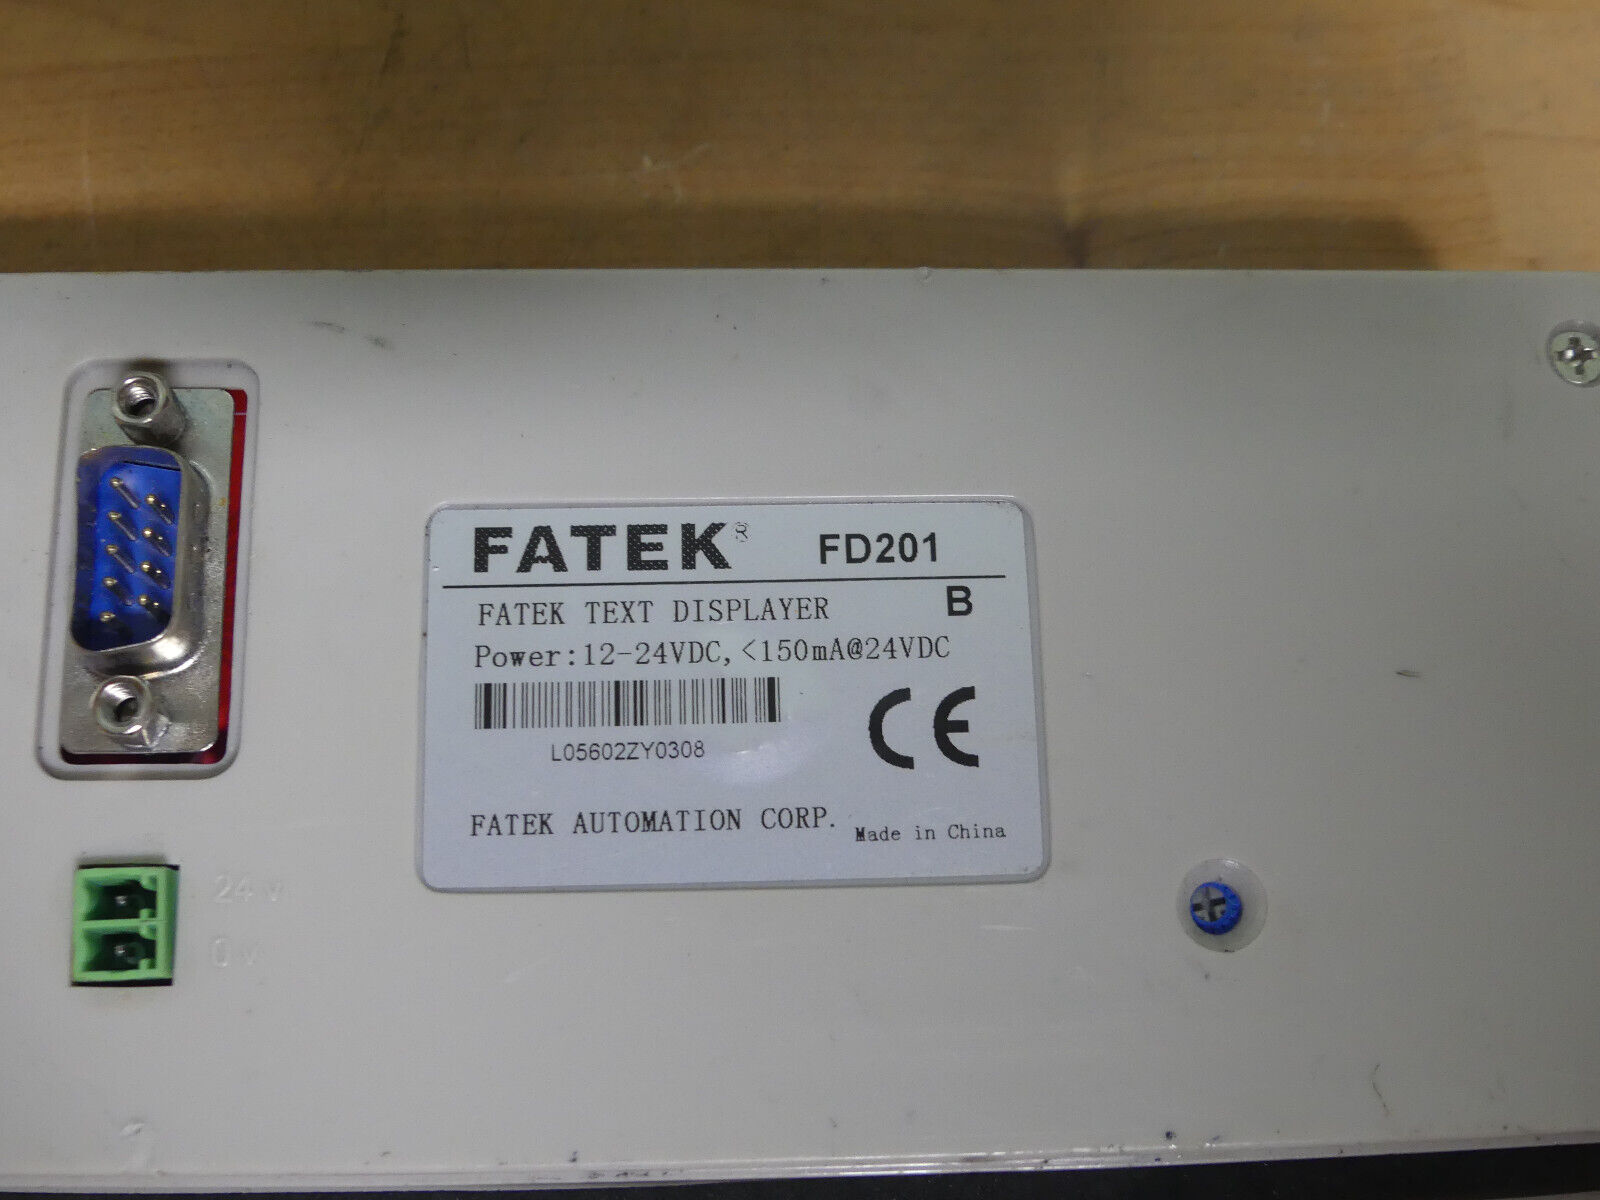 FATEK® FD201
B
FATEK TEXT DISPLAYER
Power:12-24VDC,<150mA@24VDC
L05602ZY0308
CE
FATEK AUTOMATION CORP. Made in China
24v
0v